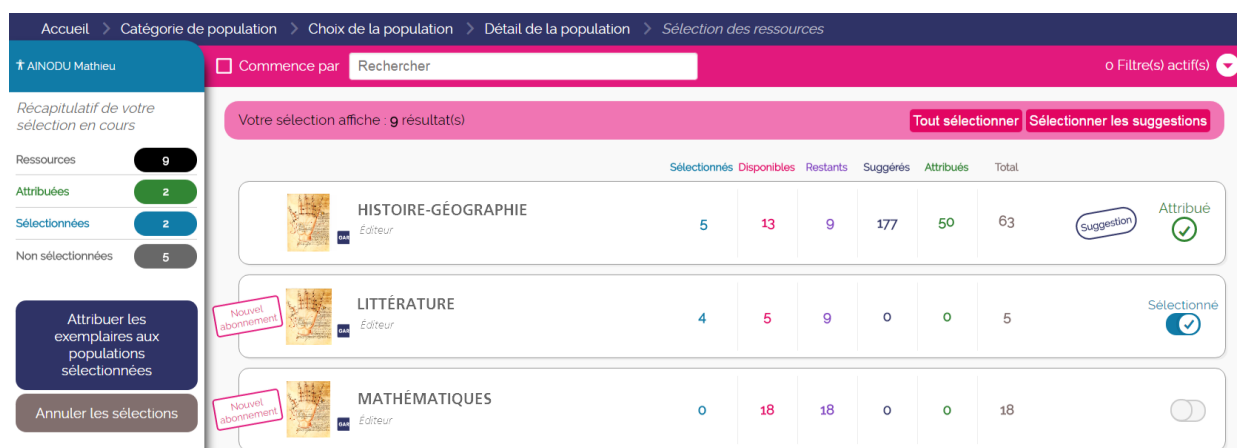 Accueil > Catégorie de population > Choix de la population > Détail de la population > Sélection des ressources
AINODU Mathieu
Commence par Rechercher 0 Filtre(s) actif(s)
Récapitulatif de votre
sélection en cours
Ressources 9
Attribuées 2
Sélectionnées 2
Non sélectionnées 5
Attribuer les
exemplaires aux
populations
sélectionnées
Annuler les sélections
Votre sélection affiche : 9 résultat(s) Tout sélectionner Sélectionner les suggestions
Sélectionnés Disponibles Restants Suggérés Attribués Total
HISTOIRE-GÉOGRAPHIE
Éditeur
GAR
5 13 9 177 50 63
Suggestion
Attribué
Nouvel
abonnement
LITTÉRATURE
Éditeur
GAR
4 5 9 0 0 5
Sélectionné
Nouvel
abonnement
MATHÉMATIQUES
Éditeur
GAR
0 18 18 0 0 18